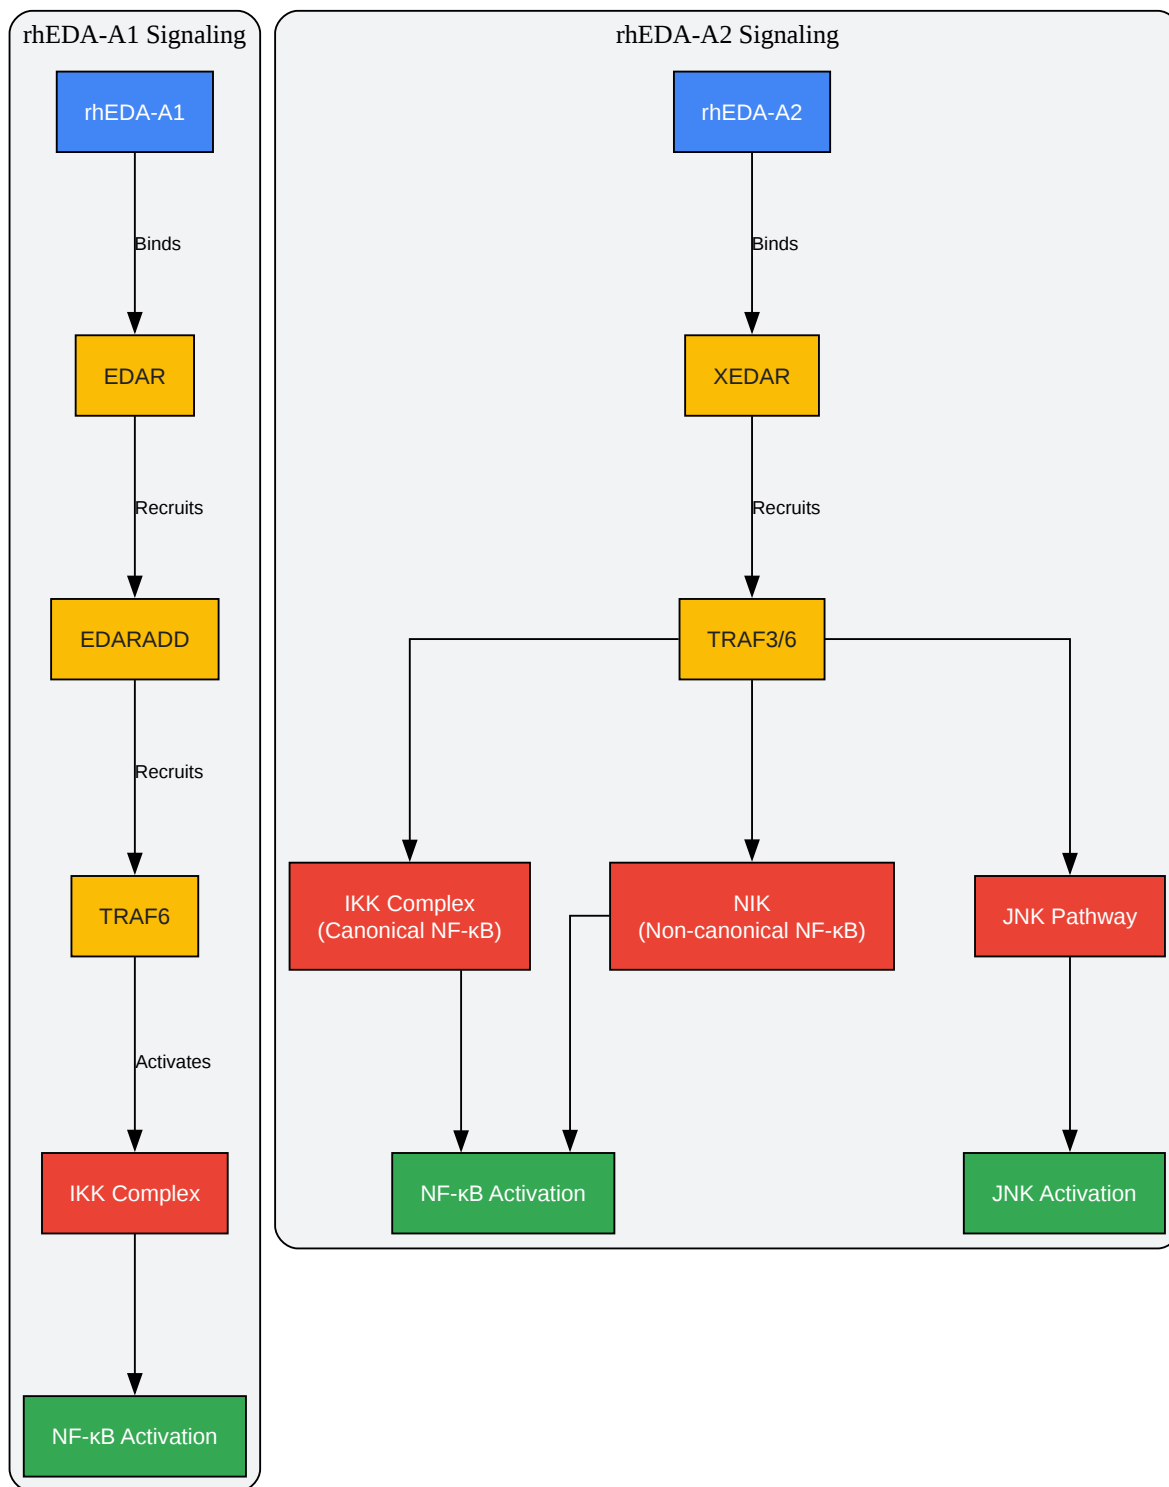 rhEDA-A1 Signaling
rhEDA-A1
Binds
EDAR
Recruits
EDARADD
Recruits
TRAF6
Activates
IKK Complex
NF-κB Activation
rhEDA-A2 Signaling
rhEDA-A2
Binds
XEDAR
Recruits
TRAF3/6
IKK Complex
(Canonical NF-κB)
NIK
(Non-canonical NF-κB)
JNK Pathway
NF-κB Activation
JNK Activation